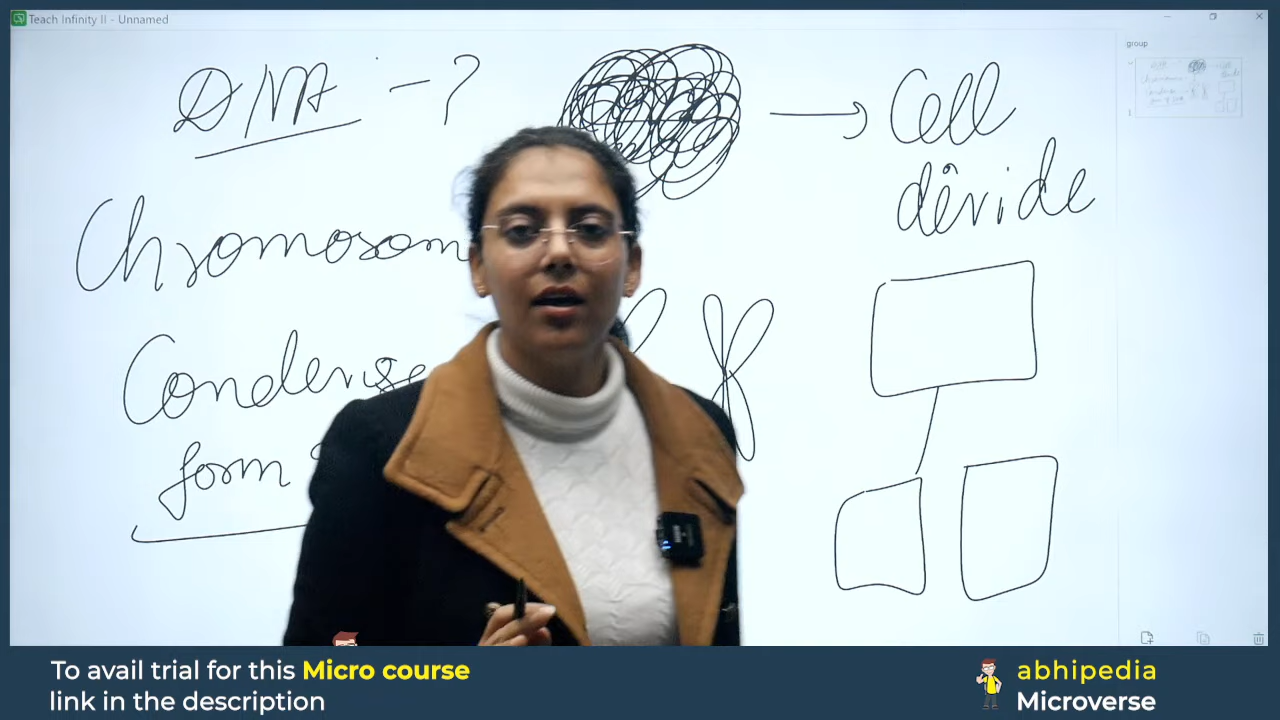 Teach Infinity II - Unnamed
group
DNA - ?
Cell
divide
Chromosom
Condense
form
1
To avail trial for this Micro course
link in the description
abhipedia
Microverse